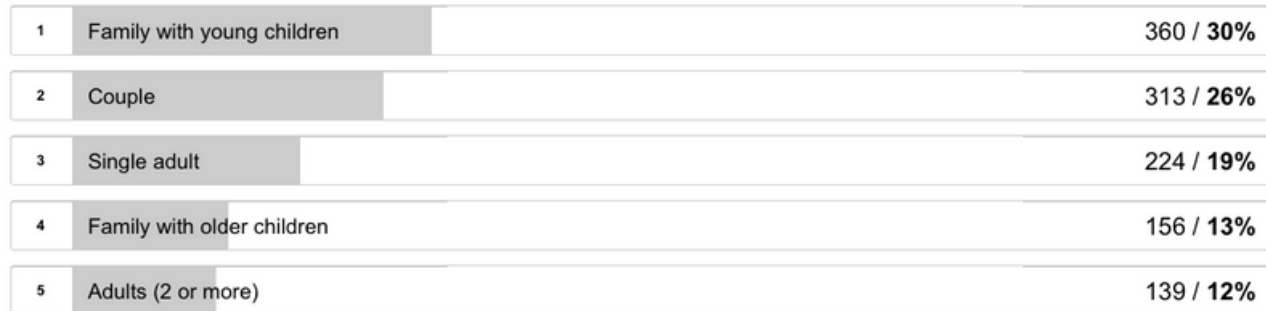 1 Family with young children 360 / 30%
2 Couple 313 / 26%
3 Single adult 224 / 19%
4 Family with older children 156 / 13%
5 Adults (2 or more) 139 / 12%